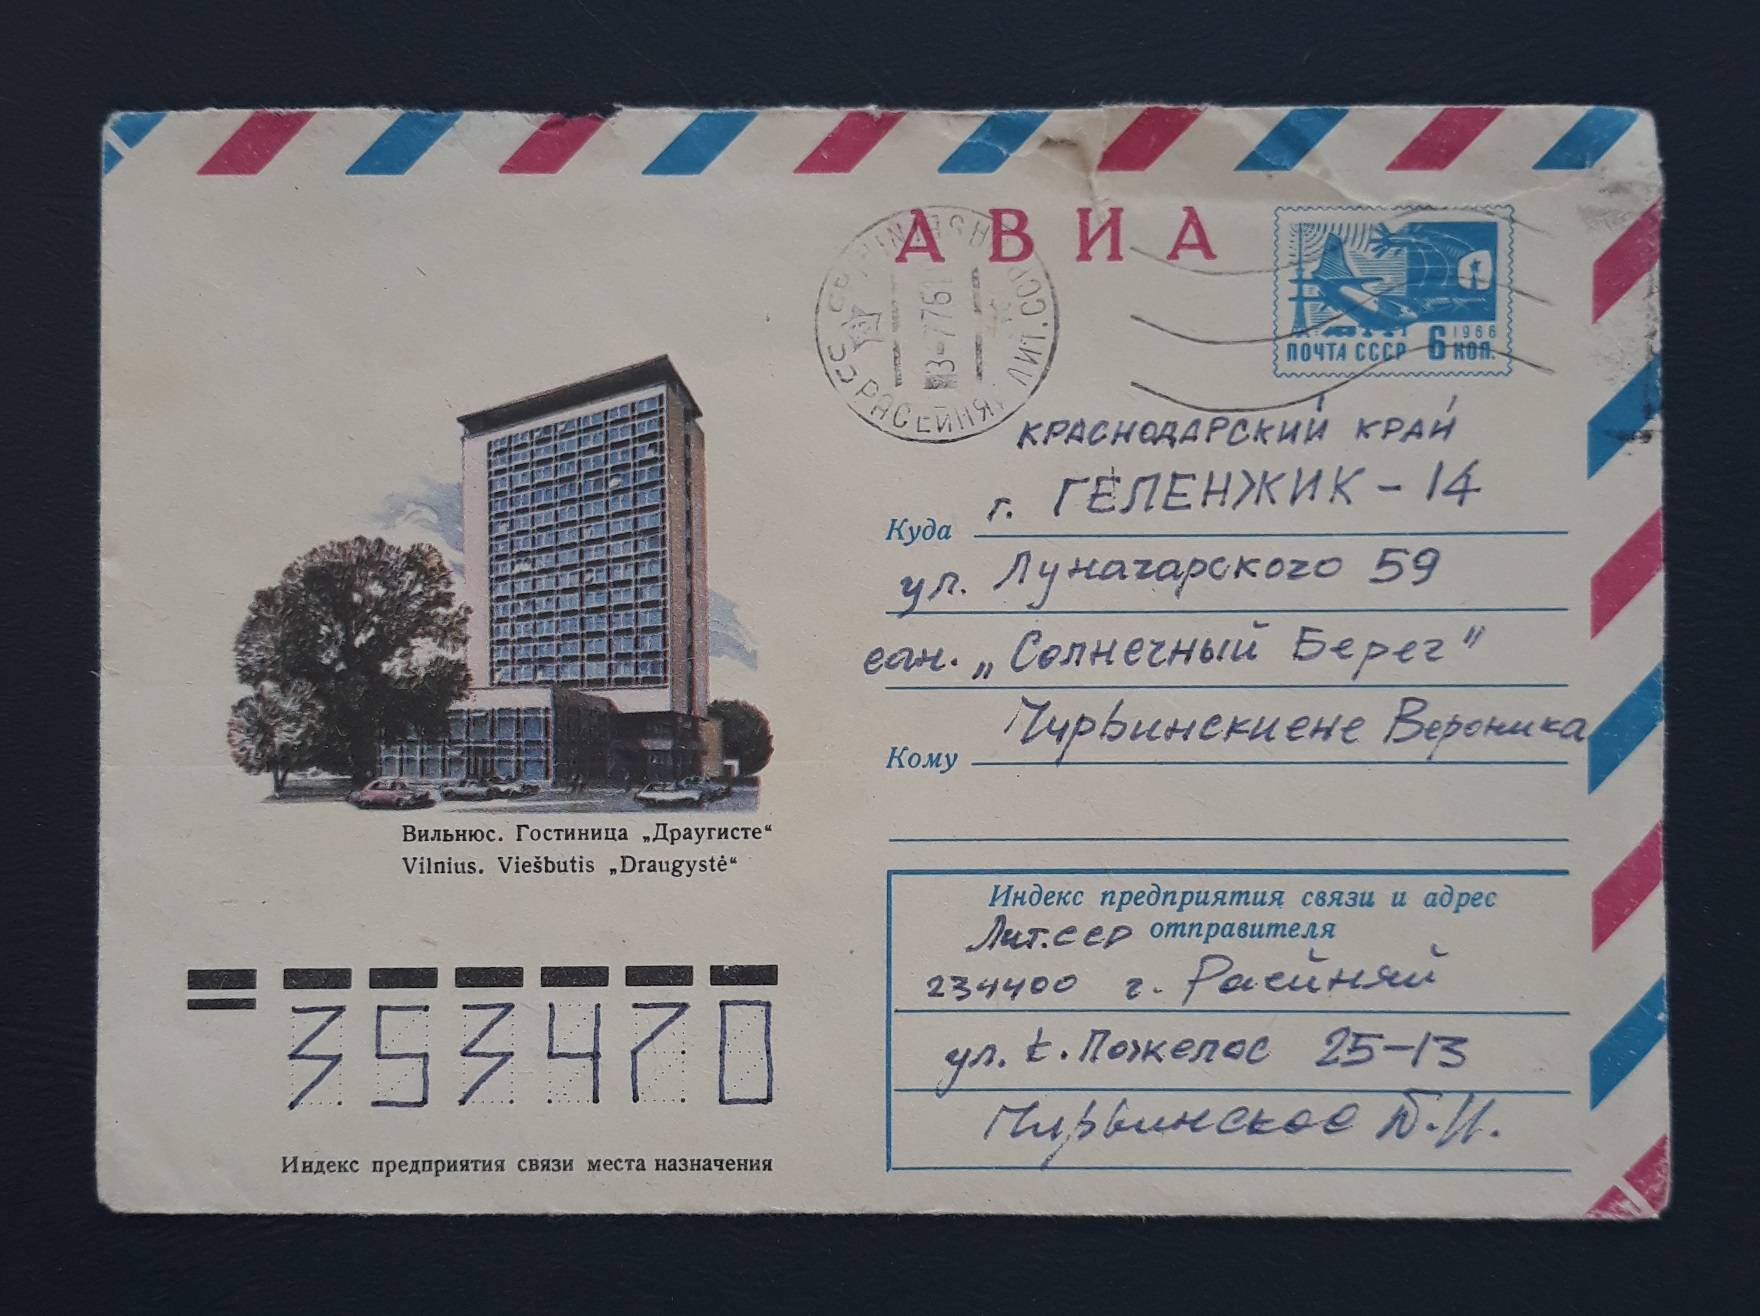 АВИА
1966
ПОЧТА СССР 6 КОП.
РАСЕЙНЯЙ ЛИТ. ССР
КРАСНОДАРСКИЙ КРАЙ
Куда г. ГЕЛЕНЖИК - 14
ул. Луначарского 59
сан. „Солнечный Берег"
Кому Вероника
Вильнюс. Гостиница „Драугисте“
Vilnius. Viešbutis „Draugystė“
Индекс предприятия связи и адрес
отправителя
Лит. ССР
234400 г. Расейняй
ул. Пожелос 25-13
353470
Индекс предприятия связи места назначения